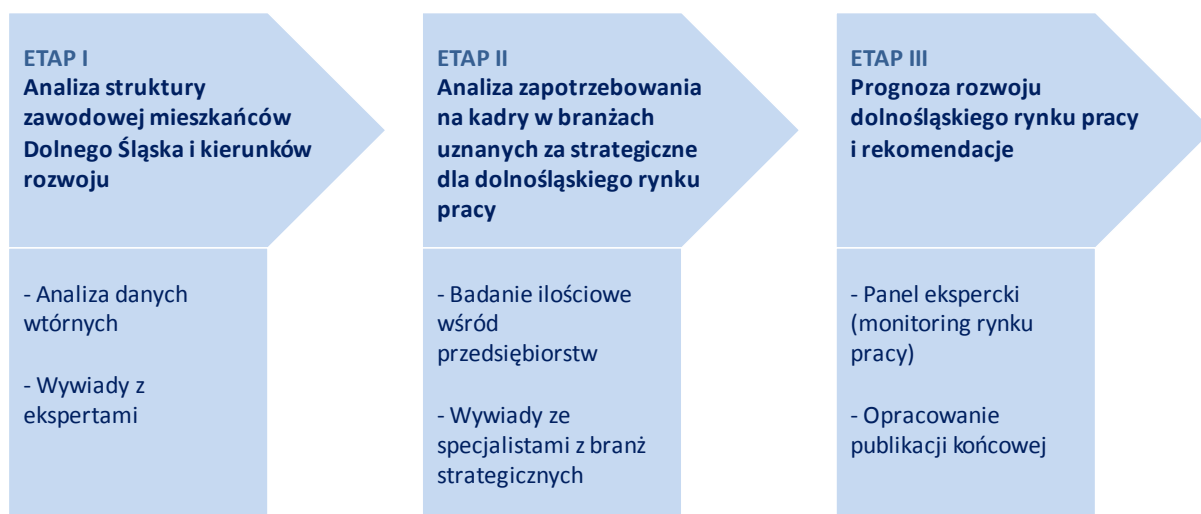 ETAP I
Analiza struktury
zawodowej mieszkańców
Dolnego Śląska i kierunków
rozwoju
- Analiza danych
wtórnych
- Wywiady z
ekspertami
ETAP II
Analiza zapotrzebowania
na kadry w branżach
uznanych za strategiczne
dla dolnośląskiego rynku
pracy
- Badanie ilościowe
wśród
przedsiębiorstw
- Wywiady ze
specjalistami z branż
strategicznych
ETAP III
Prognoza rozwoju
dolnośląskiego rynku pracy
i rekomendacje
- Panel ekspercki
(monitoring rynku
pracy)
- Opracowanie
publikacji końcowej